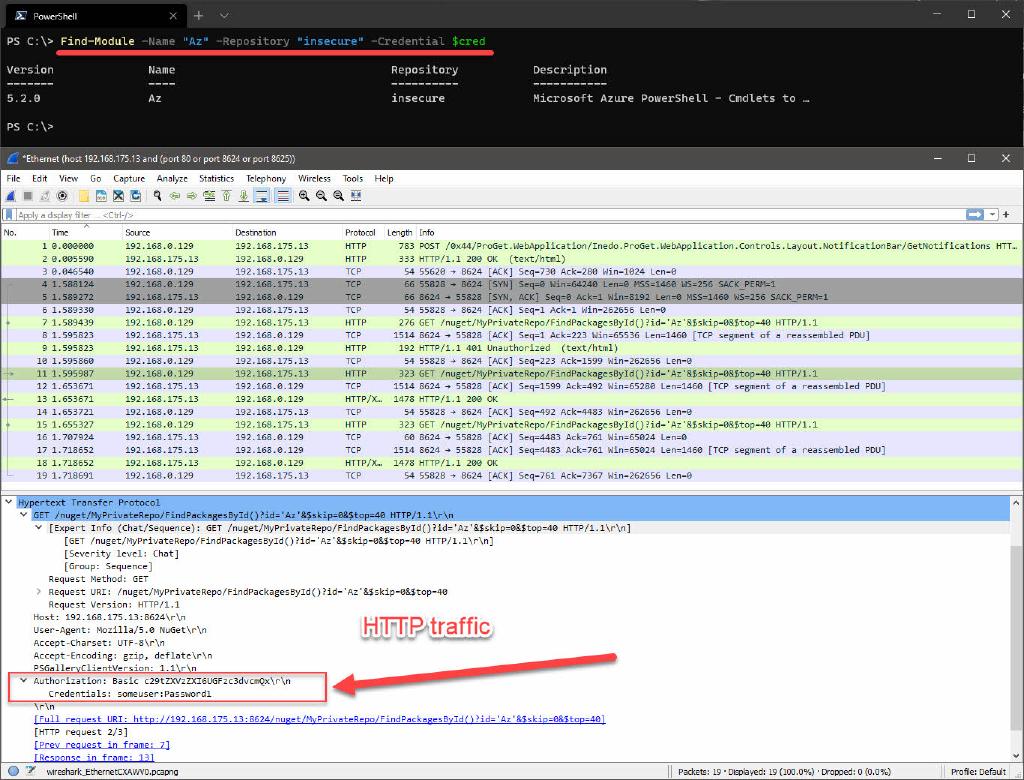 PowerShell
PS C:\> Find-Module -Name "Az" -Repository "insecure" -Credential $cred
Version Name Repository Description
------- ---- ---------- -----------
5.2.0 Az insecure Microsoft Azure PowerShell - Cmdlets to …
PS C:\>
*Ethernet (host 192.168.175.13 and (port 80 or port 8624 or port 8625))
File Edit View Go Capture Analyze Statistics Telephony Wireless Tools Help
Apply a display filter ... <Ctrl-/>
No. Time Source Destination Protocol Length Info
1 0.000000 192.168.0.129 192.168.175.13 HTTP 783 POST /0x44/ProGet.WebApplication/Inedo.ProGet.WebApplication.Controls.Layout.NotificationBar/GetNotifications HTT…
2 0.005590 192.168.175.13 192.168.0.129 HTTP 333 HTTP/1.1 200 OK (text/html)
3 0.046540 192.168.0.129 192.168.175.13 TCP 54 55620 → 8624 [ACK] Seq=730 Ack=280 Win=1024 Len=0
4 1.588124 192.168.0.129 192.168.175.13 TCP 66 55828 → 8624 [SYN] Seq=0 Win=64240 Len=0 MSS=1460 WS=256 SACK_PERM=1
5 1.589272 192.168.175.13 192.168.0.129 TCP 66 8624 → 55828 [SYN, ACK] Seq=0 Ack=1 Win=8192 Len=0 MSS=1460 WS=256 SACK_PERM=1
6 1.589330 192.168.0.129 192.168.175.13 TCP 54 55828 → 8624 [ACK] Seq=1 Ack=1 Win=262656 Len=0
7 1.589439 192.168.0.129 192.168.175.13 HTTP 276 GET /nuget/MyPrivateRepo/FindPackagesById()?id='Az'&$skip=0&$top=40 HTTP/1.1
8 1.595823 192.168.175.13 192.168.0.129 TCP 1514 8624 → 55828 [ACK] Seq=1 Ack=223 Win=65536 Len=1460 [TCP segment of a reassembled PDU]
9 1.595823 192.168.175.13 192.168.0.129 HTTP 192 HTTP/1.1 401 Unauthorized (text/html)
10 1.595860 192.168.0.129 192.168.175.13 TCP 54 55828 → 8624 [ACK] Seq=223 Ack=1599 Win=262656 Len=0
11 1.595987 192.168.0.129 192.168.175.13 HTTP 323 GET /nuget/MyPrivateRepo/FindPackagesById()?id='Az'&$skip=0&$top=40 HTTP/1.1
12 1.653671 192.168.175.13 192.168.0.129 TCP 1514 8624 → 55828 [ACK] Seq=1599 Ack=492 Win=65280 Len=1460 [TCP segment of a reassembled PDU]
13 1.653671 192.168.175.13 192.168.0.129 HTTP/X… 1478 HTTP/1.1 200 OK
14 1.653721 192.168.0.129 192.168.175.13 TCP 54 55828 → 8624 [ACK] Seq=492 Ack=4483 Win=262656 Len=0
15 1.655327 192.168.0.129 192.168.175.13 HTTP 323 GET /nuget/MyPrivateRepo/FindPackagesById()?id='Az'&$skip=0&$top=40 HTTP/1.1
16 1.707924 192.168.175.13 192.168.0.129 TCP 60 8624 → 55828 [ACK] Seq=4483 Ack=761 Win=65024 Len=0
17 1.718652 192.168.175.13 192.168.0.129 TCP 1514 8624 → 55828 [ACK] Seq=4483 Ack=761 Win=65024 Len=1460 [TCP segment of a reassembled PDU]
18 1.718652 192.168.175.13 192.168.0.129 HTTP/X… 1478 HTTP/1.1 200 OK
19 1.718691 192.168.0.129 192.168.175.13 TCP 54 55828 → 8624 [ACK] Seq=761 Ack=7367 Win=262656 Len=0
Hypertext Transfer Protocol
GET /nuget/MyPrivateRepo/FindPackagesById()?id='Az'&$skip=0&$top=40 HTTP/1.1\r\n
[Expert Info (Chat/Sequence): GET /nuget/MyPrivateRepo/FindPackagesById()?id='Az'&$skip=0&$top=40 HTTP/1.1\r\n]
[GET /nuget/MyPrivateRepo/FindPackagesById()?id='Az'&$skip=0&$top=40 HTTP/1.1\r\n]
[Severity level: Chat]
[Group: Sequence]
Request Method: GET
Request URI: /nuget/MyPrivateRepo/FindPackagesById()?id='Az'&$skip=0&$top=40
Request Version: HTTP/1.1
Host: 192.168.175.13:8624\r\n
User-Agent: Mozilla/5.0 NuGet\r\n
Accept-Charset: UTF-8\r\n
Accept-Encoding: gzip, deflate\r\n
PSGalleryClientVersion: 1.1\r\n
Authorization: Basic c29tZXVzZXI6UGFzc3dvcmQx\r\n
Credentials: someuser:Password1
\r\n
[Full request URI: http://192.168.175.13:8624/nuget/MyPrivateRepo/FindPackagesById()?id='Az'&$skip=0&$top=40]
[HTTP request 2/3]
[Prev request in frame: 7]
[Response in frame: 13]
HTTP traffic
wireshark_EthernetCXAWV0.pcapng
Packets: 19 · Displayed: 19 (100.0%) · Dropped: 0 (0.0%)
Profile: Default